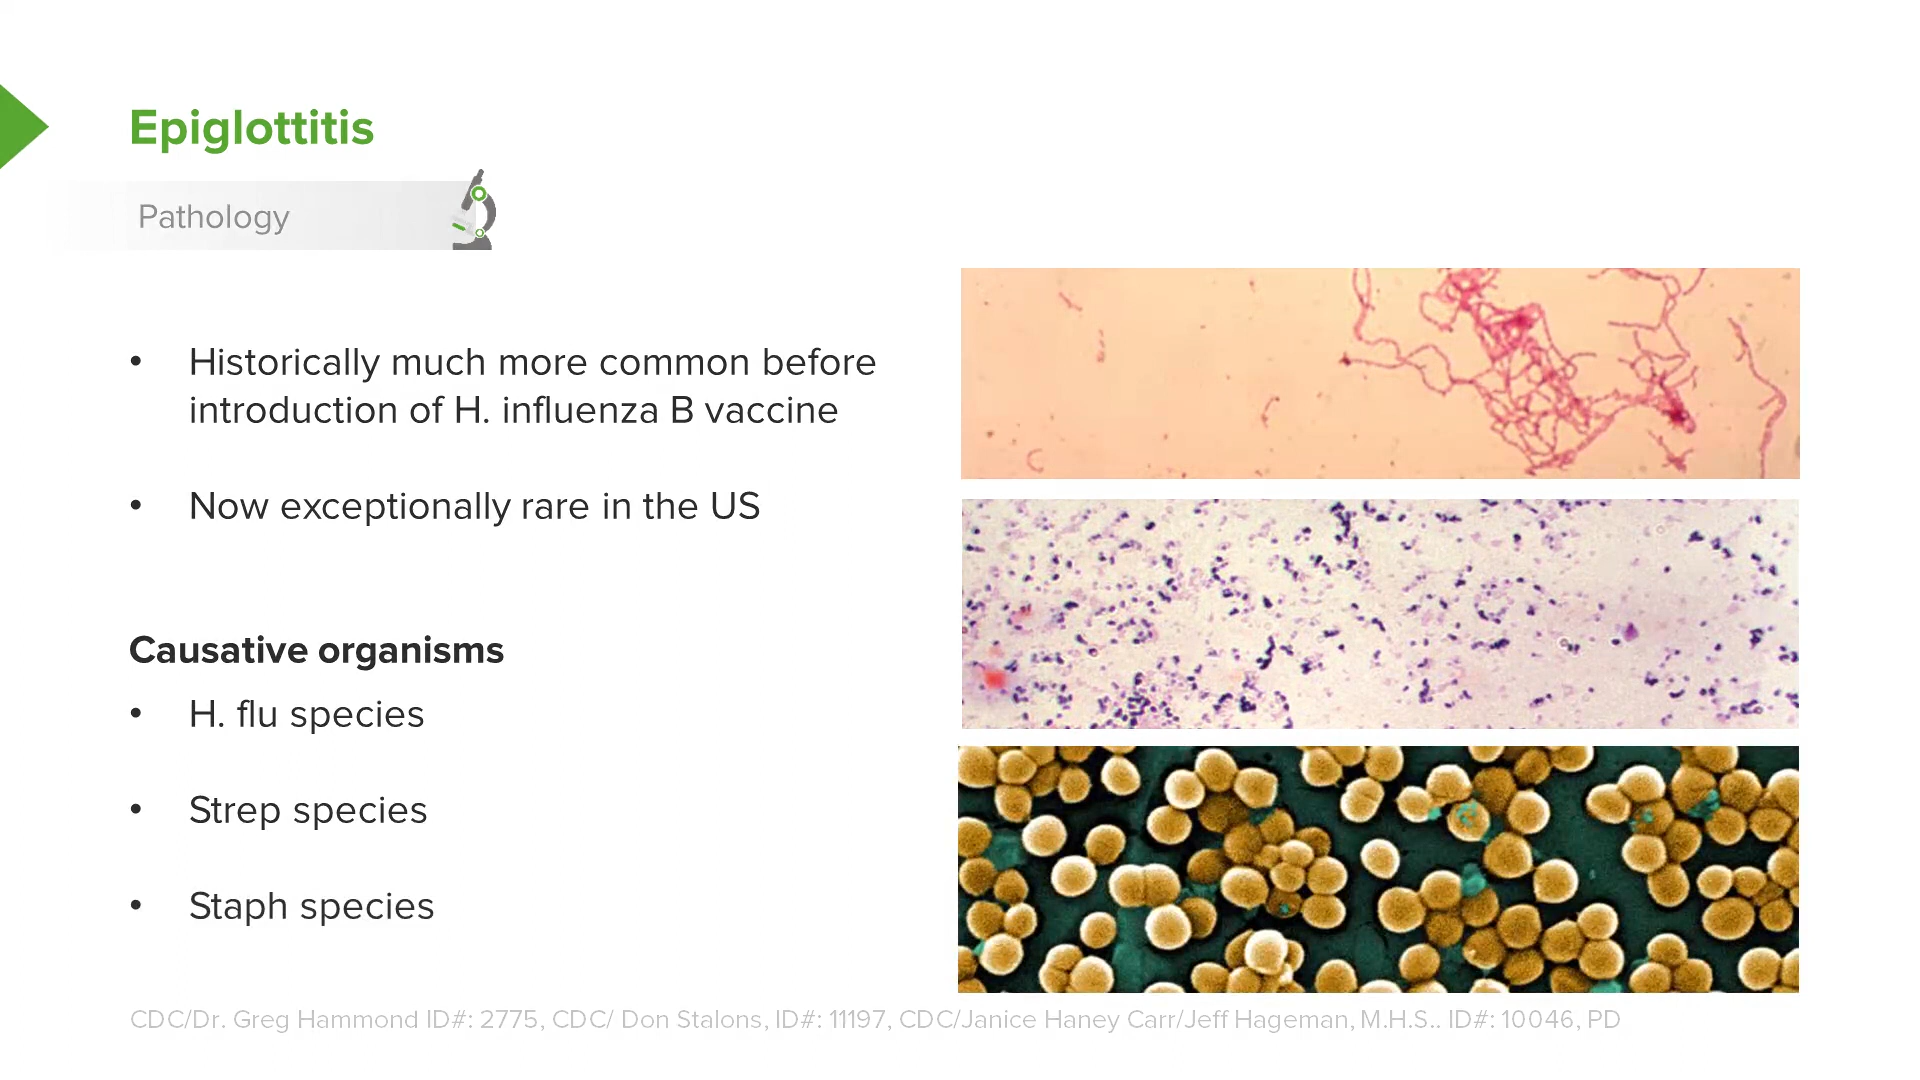 Epiglottitis
Pathology
• Historically much more common before
introduction of H. influenza B vaccine
• Now exceptionally rare in the US
Causative organisms
• H. flu species
• Strep species
• Staph species
CDC/Dr. Greg Hammond ID#: 2775, CDC/ Don Stalons, ID#: 11197, CDC/Janice Haney Carr/Jeff Hageman, M.H.S.. ID#: 10046, PD